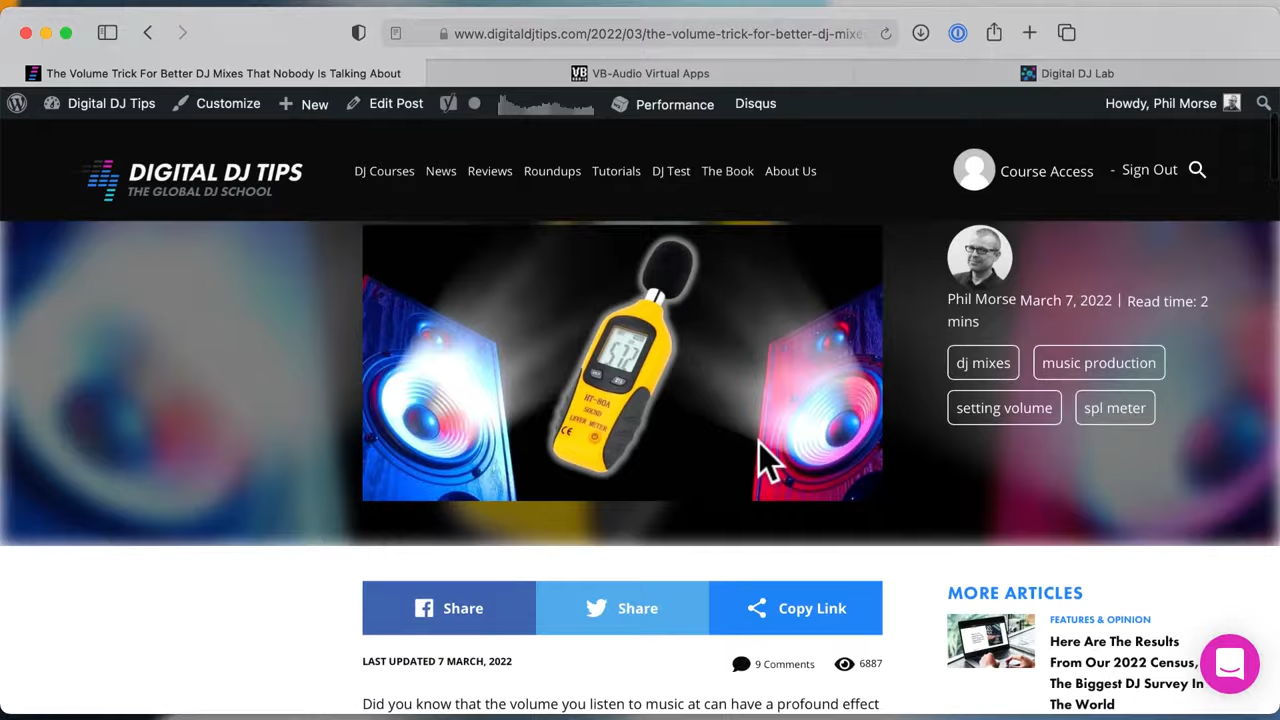 www.digitaldjtips.com/2022/03/the-volume-trick-for-better-dj-mixe
The Volume Trick For Better DJ Mixes That Nobody Is Talking About
VB-Audio Virtual Apps
Digital DJ Lab
Digital DJ Tips
Customize
New
Edit Post
Performance
Disqus
Howdy, Phil Morse
DIGITAL DJ TIPS
THE GLOBAL DJ SCHOOL
DJ Courses
News
Reviews
Roundups
Tutorials
DJ Test
The Book
About Us
Course Access
- Sign Out
HT-80A
SOUND
LEVEL METER
CE
Phil Morse March 7, 2022 | Read time: 2
mins
dj mixes
music production
setting volume
spl meter
Share
Share
Copy Link
LAST UPDATED 7 MARCH, 2022
9 Comments
6887
Did you know that the volume you listen to music at can have a profound effect
MORE ARTICLES
FEATURES & OPINION
Here Are The Results
From Our 2022 Census,
The Biggest DJ Survey In
The World